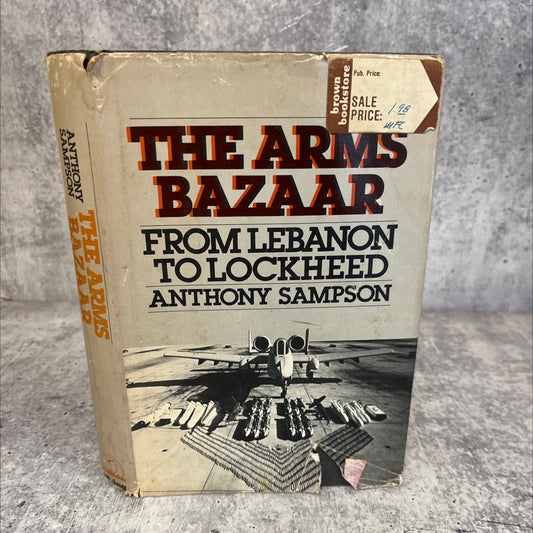 THE ARMS
BAZAAR
FROM LEBANON
TO LOCKHEED
ANTHONY SAMPSON
brown
bookstore
Pub. Price:
SALE
PRICE: 1.98
ANTHONY
SAMPSON
THE ARMS
BAZAAR